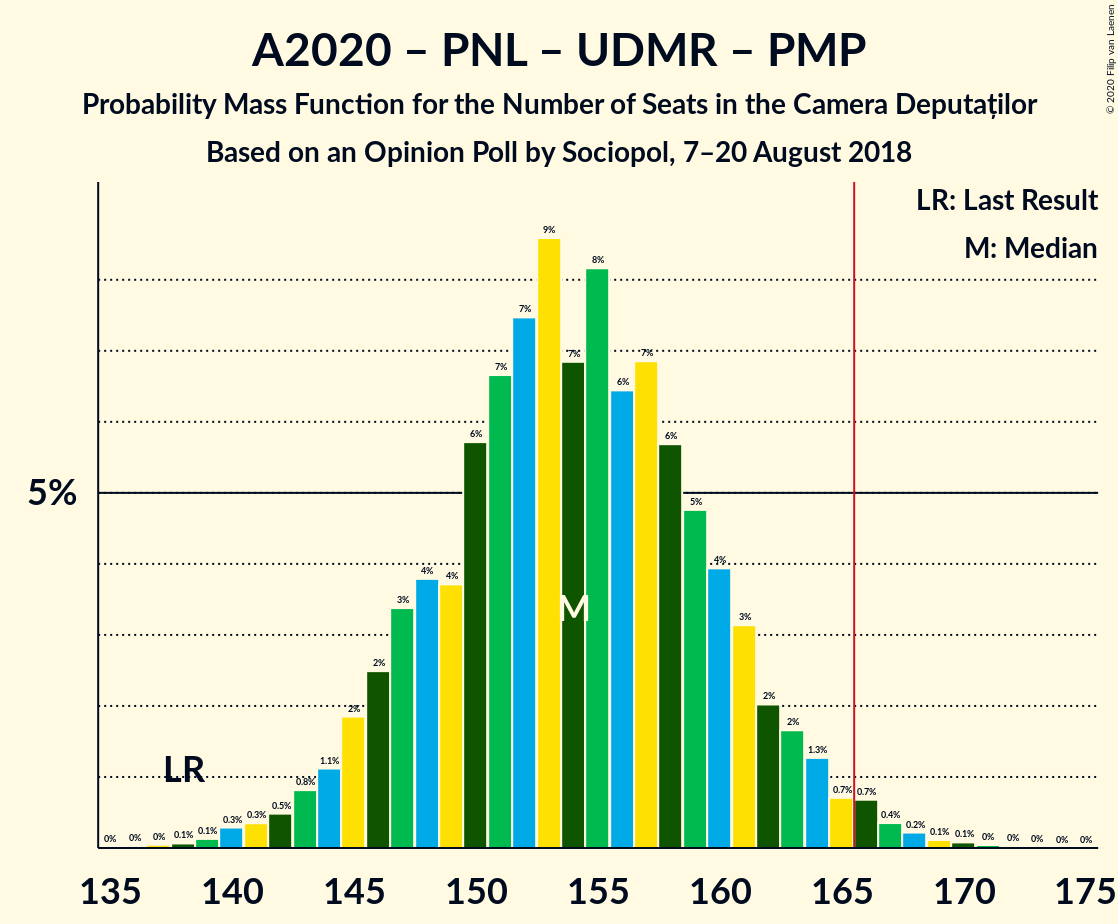 A2020 – PNL – UDMR – PMP
Probability Mass Function for the Number of Seats in the Camera Deputaților
Based on an Opinion Poll by Sociopol, 7–20 August 2018
© 2020 Filip van Laenen
LR: Last Result
M: Median
5%
LR
M
0% 0% 0% 0.1% 0.1% 0.3% 0.3% 0.5% 0.8% 1.1% 2% 2% 3% 4% 4% 6% 7% 7% 9% 7% 8% 6% 7% 6% 5% 4% 3% 2% 2% 1.3% 0.7% 0.7% 0.4% 0.2% 0.1% 0.1% 0% 0% 0% 0% 0%
135 140 145 150 155 160 165 170 175